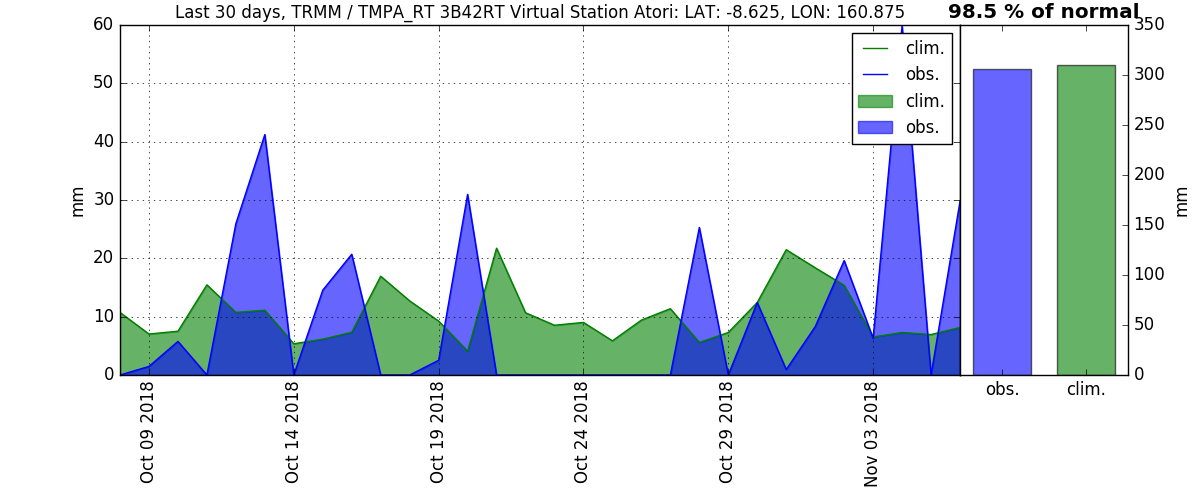 Last 30 days, TRMM / TMPA_RT 3B42RT Virtual Station Atori: LAT: -8.625, LON: 160.875
98.5 % of normal
60
50
40
30
20
10
0
mm
clim.
obs.
clim.
obs.
Oct 09 2018
Oct 14 2018
Oct 19 2018
Oct 24 2018
Oct 29 2018
Nov 03 2018
350
300
250
200
150
100
50
0
mm
obs.
clim.